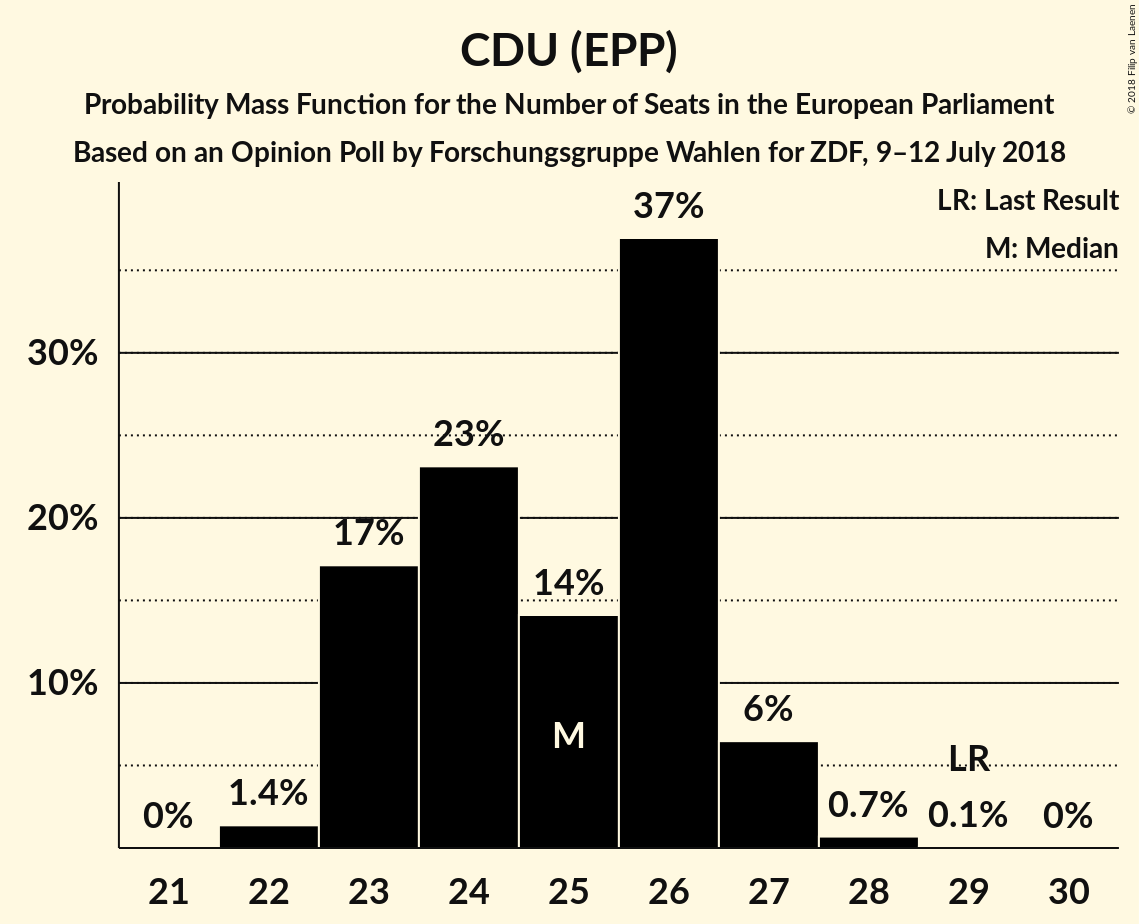 CDU (EPP)
Probability Mass Function for the Number of Seats in the European Parliament
Based on an Opinion Poll by Forschungsgruppe Wahlen for ZDF, 9–12 July 2018
© 2018 Filip van Laenen
LR: Last Result
M: Median
37%
30%
23%
20%
17%
14%
10%
6%
M
LR
1.4%
0.7%
0%
0.1%
0%
21 22 23 24 25 26 27 28 29 30